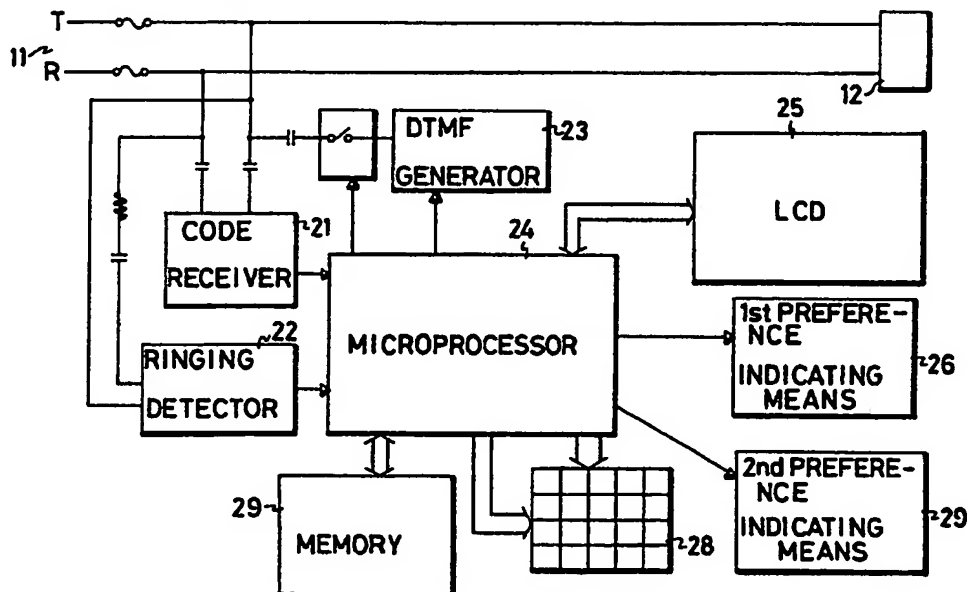 T
11
R
12
DTMF
GENERATOR
23
25
LCD
CODE
RECEIVER
21
24
MICROPROCESSOR
1st PREFERE-
NCE
INDICATING
MEANS
26
22
RINGING
DETECTOR
2nd PREFERE-
NCE
INDICATING
MEANS
29
29
MEMORY
28